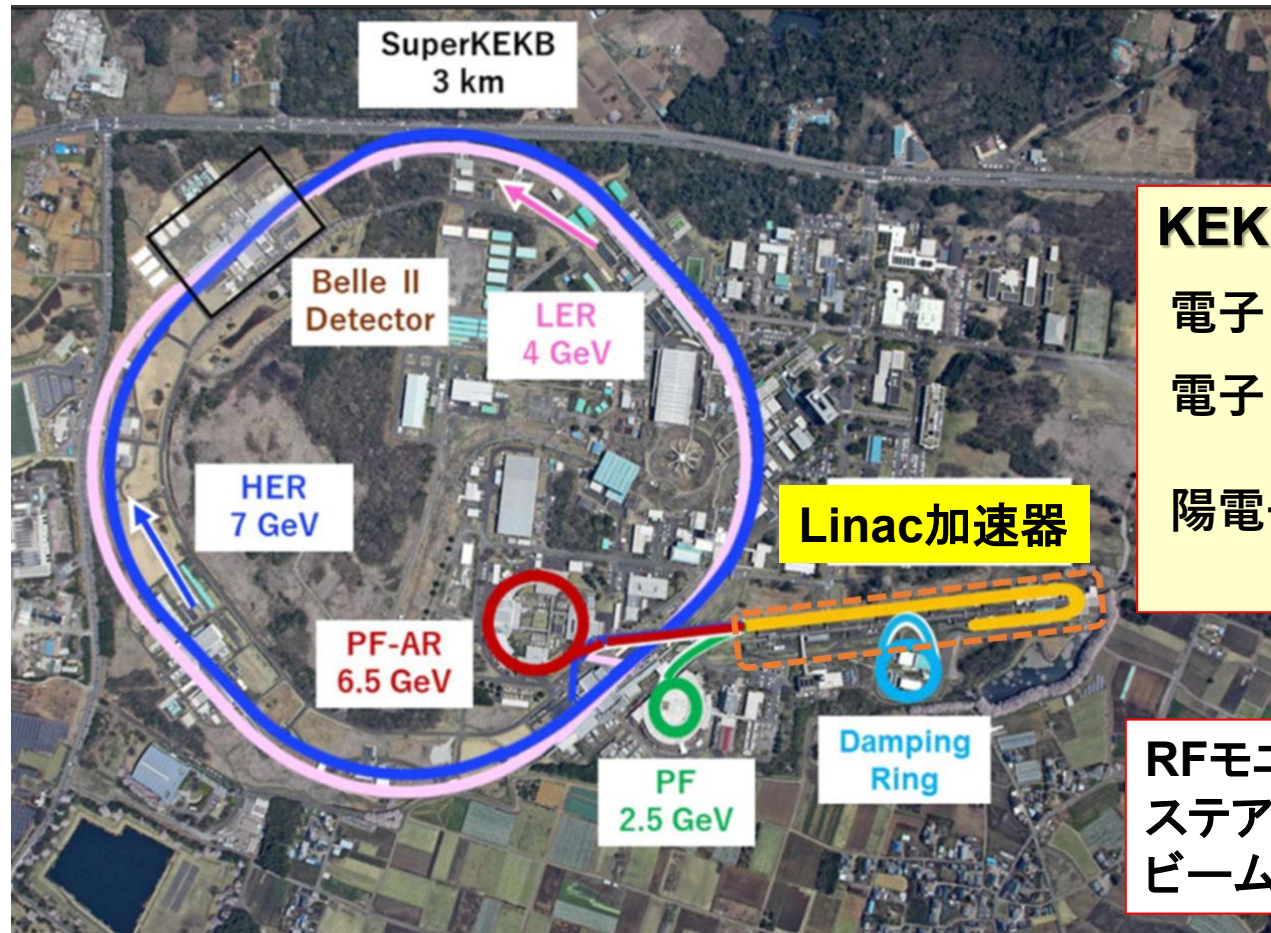 SuperKEKB
3 km
Belle II
Detector
LER
4 GeV
HER
7 GeV
PF-AR
6.5 GeV
Linac加速器
PF
2.5 GeV
Damping
Ring
KEK
電子
電子
陽電
RFモニ
ステア
ビーム